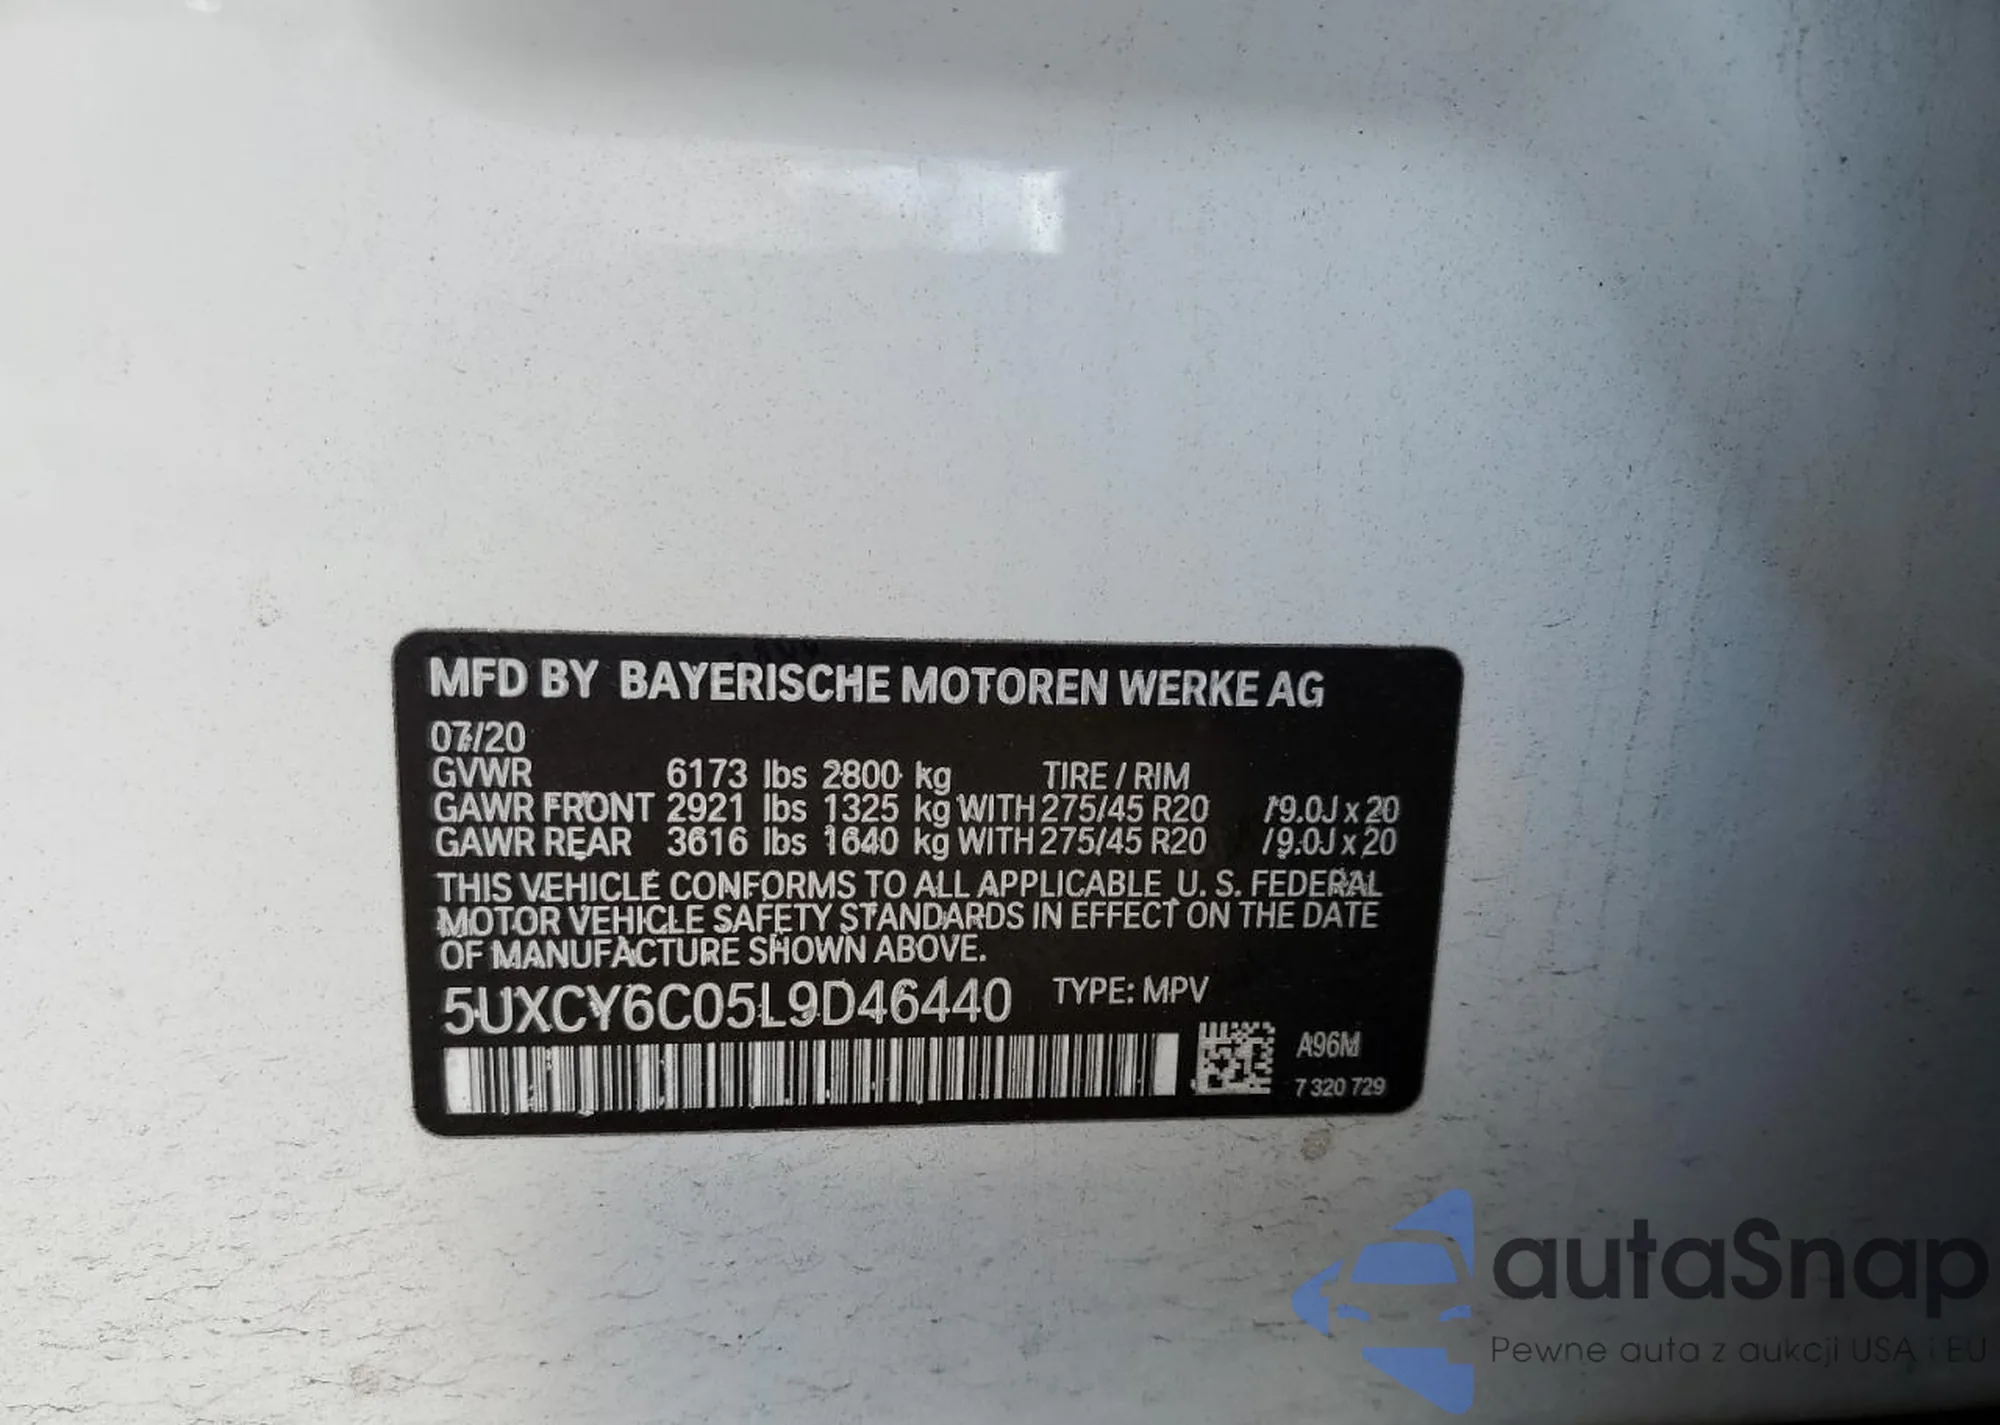 MFD BY BAYERISCHE MOTOREN WERKE AG
07/20
GVWR 6173 lbs 2800 kg TIRE / RIM
GAWR FRONT 2921 lbs 1325 kg WITH 275/45 R20 /9.0J x 20
GAWR REAR 3616 lbs 1640 kg WITH 275/45 R20 /9.0J x 20
THIS VEHICLE CONFORMS TO ALL APPLICABLE U. S. FEDERAL
MOTOR VEHICLE SAFETY STANDARDS IN EFFECT ON THE DATE
OF MANUFACTURE SHOWN ABOVE.
5UXCY6C05L9D46440 TYPE: MPV
A96M
7 320 729
autaSnap
Pewne auta z aukcji USA i EU